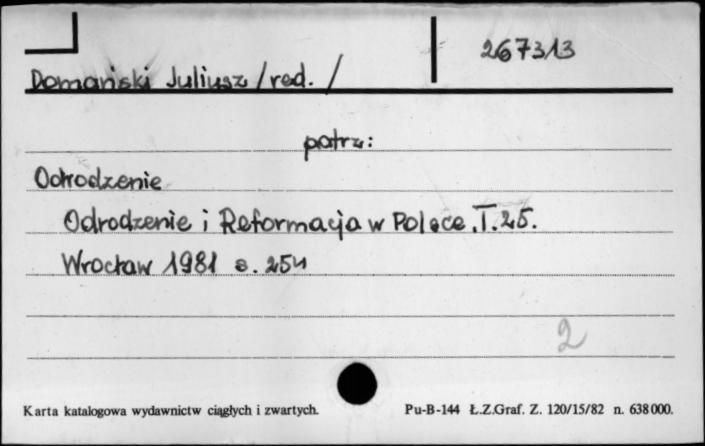 267313
Domański Juliusz /red./
patrz:
Odrodzenie
Odrodzenie i Reformacja w Polsce. T. 25.
Wrocław 1981 s.
2
Karta katalogowa wydawnictw ciągłych i zwartych.
Pu-B-144 Ł.Z.Graf. Z. 120/15/82 n. 638000.